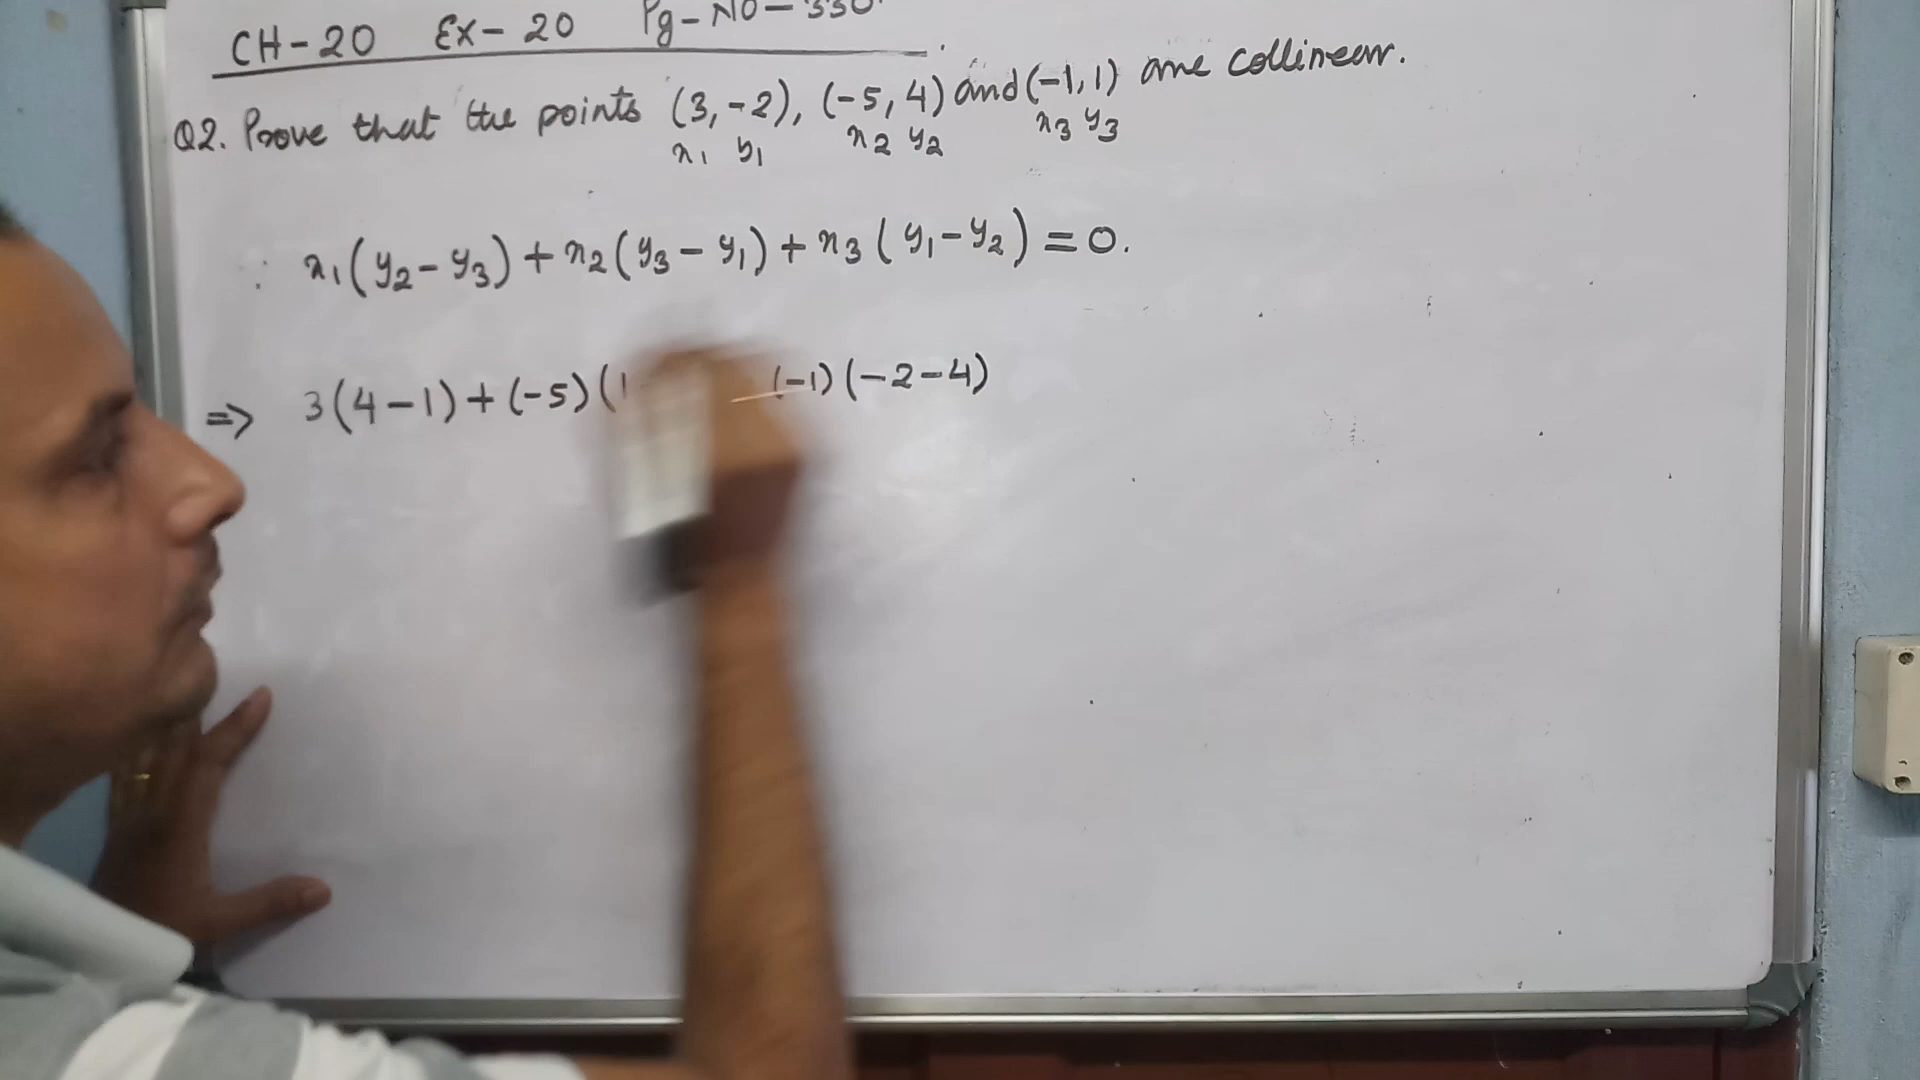 CH-20 EX-20 Pg-NO-330
Q2. Prove that the points (3,-2), (-5, 4) and (-1, 1) are collinear.
x1 y1 x2 y2 x3 y3
∵ x1(y2-y3)+x2(y3-y1)+x3(y1-y2)=0.
=> 3(4-1)+(-5)(1 (-1)(-2-4)